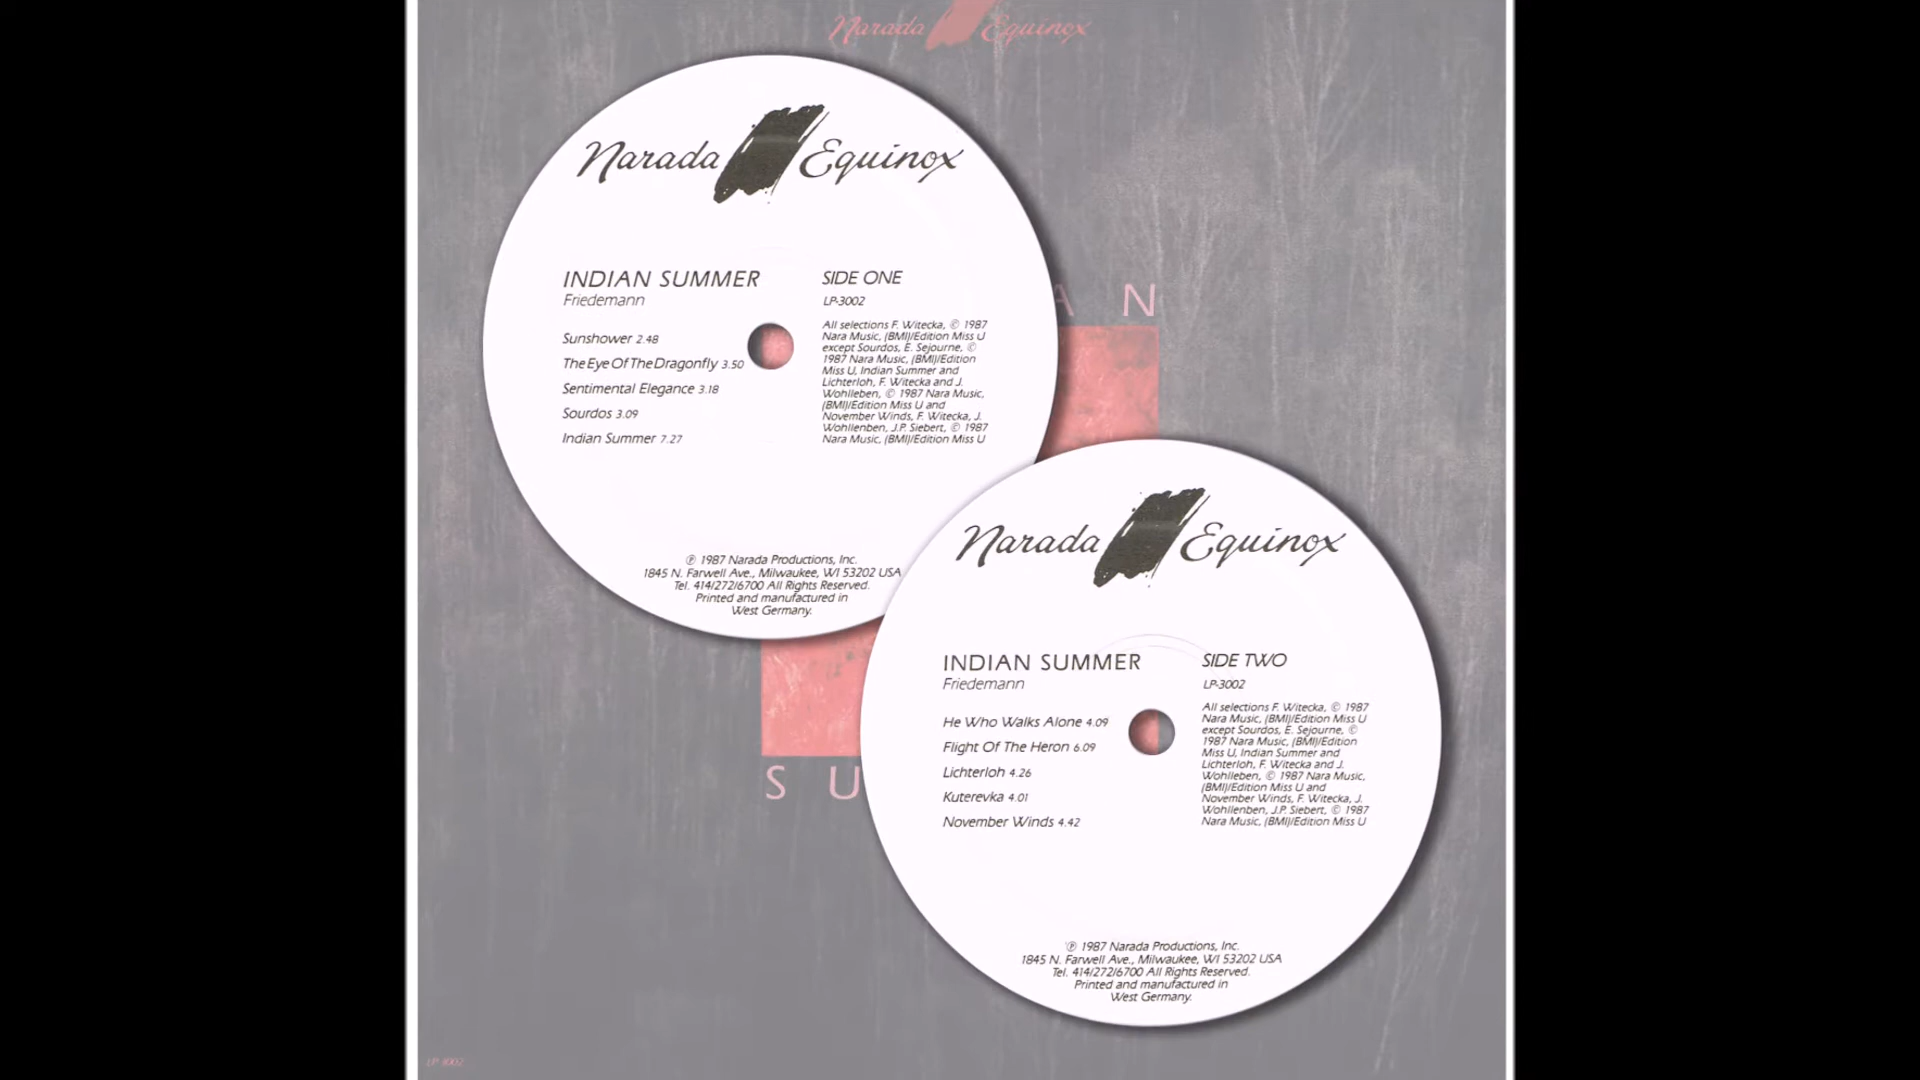 Narada Equinox
Narada Equinox
INDIAN SUMMER
Friedemann
Sunshower 2.48
The Eye Of The Dragonfly 3.50
Sentimental Elegance 3.18
Sourdos 3.09
Indian Summer 7.27
SIDE ONE
LP-3002
All selections F. Witecka, © 1987
Nara Music, (BMI)/Edition Miss U
except Sourdos, E. Sejourne, ©
1987 Nara Music, (BMI)/Edition
Miss U, Indian Summer and
Lichterloh, F. Witecka and J.
Wohlleben, © 1987 Nara Music,
(BMI)/Edition Miss U and
November Winds, F. Witecka, J.
Wohllenben, J.P. Siebert, © 1987
Nara Music, (BMI)/Edition Miss U
℗ 1987 Narada Productions, Inc.
1845 N. Farwell Ave., Milwaukee, WI 53202 USA
Tel. 414/272/6700 All Rights Reserved.
Printed and manufactured in
West Germany.
A N
S U
Narada Equinox
INDIAN SUMMER
Friedemann
He Who Walks Alone 4.09
Flight Of The Heron 6.09
Lichterloh 4.26
Kuterevka 4.01
November Winds 4.42
SIDE TWO
LP-3002
All selections F. Witecka, © 1987
Nara Music, (BMI)/Edition Miss U
except Sourdos, E. Sejourne, ©
1987 Nara Music, (BMI)/Edition
Miss U, Indian Summer and
Lichterloh, F. Witecka and J.
Wohlleben, © 1987 Nara Music,
(BMI)/Edition Miss U and
November Winds, F. Witecka, J.
Wohllenben, J.P. Siebert, © 1987
Nara Music, (BMI)/Edition Miss U
℗ 1987 Narada Productions, Inc.
1845 N. Farwell Ave., Milwaukee, WI 53202 USA
Tel. 414/272/6700 All Rights Reserved.
Printed and manufactured in
West Germany.
LP-3002